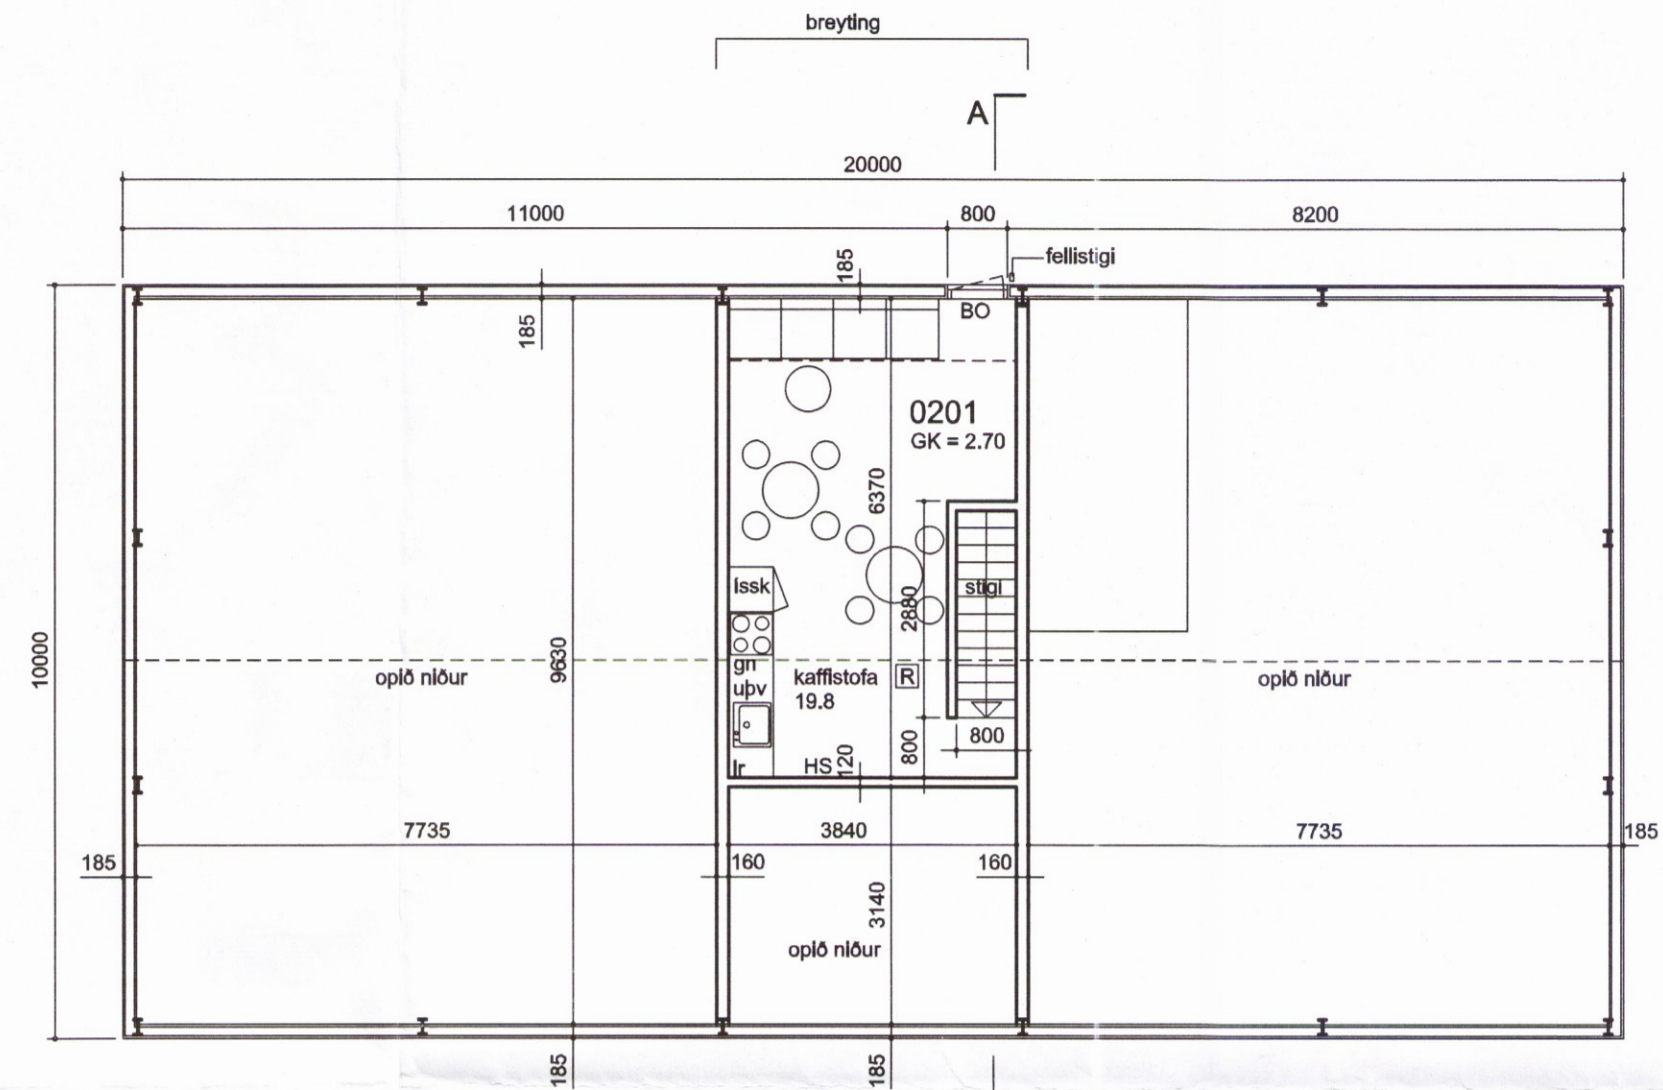 breyting
A
20000
11000
800
8200
185
fellistigi
185
BO
0201
GK = 2.70
6370
íssk
stigi
2880
10000
9630
gn
opið niður
kaffistofa
R
opið niður
uþv
19.8
800
800
lr
HS
120
7735
3840
7735
185
185
160
160
3140
opið niður
185
185